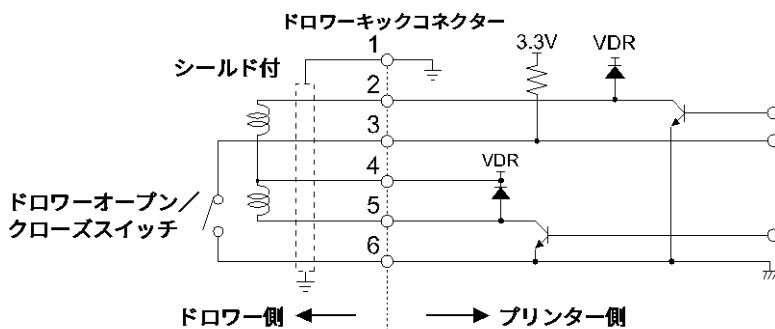 ドロワーキックコネクター
1
シールド付
3.3V
VDR
2
3
4
VDR
ドロワーオープン／
クローズスイッチ
5
6
ドロワー側
プリンター側